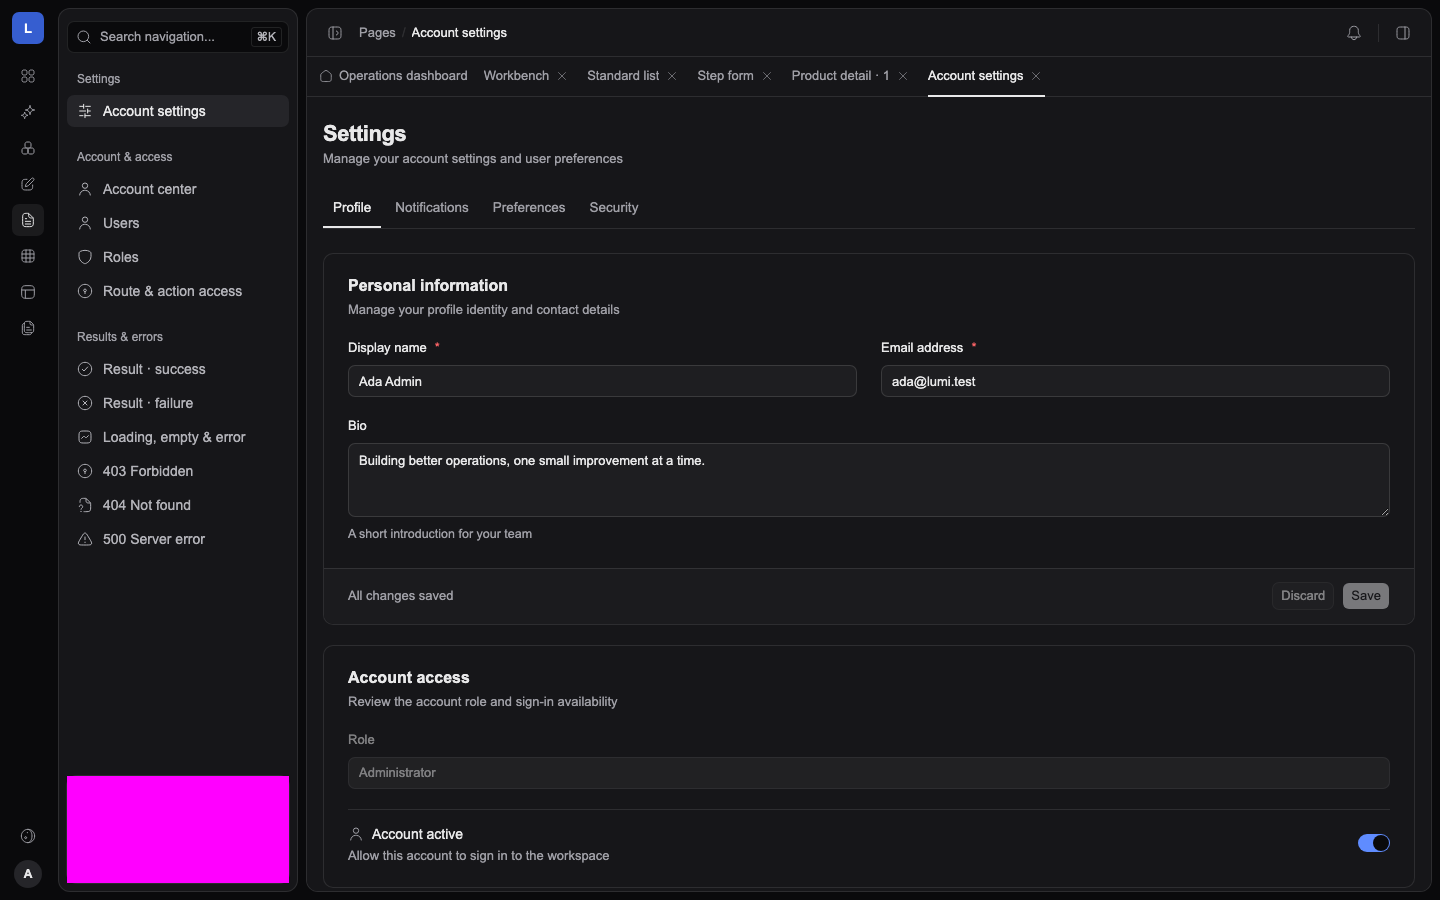 L
Search navigation...
⌘K
Settings
Account settings
Account & access
Account center
Users
Roles
Route & action access
Results & errors
Result · success
Result · failure
Loading, empty & error
403 Forbidden
404 Not found
500 Server error
A
Pages / Account settings
Operations dashboard
Workbench
Standard list
Step form
Product detail · 1
Account settings
Settings
Manage your account settings and user preferences
Profile
Notifications
Preferences
Security
Personal information
Manage your profile identity and contact details
Display name *
Email address *
Ada Admin
ada@lumi.test
Bio
Building better operations, one small improvement at a time.
A short introduction for your team
All changes saved
Discard
Save
Account access
Review the account role and sign-in availability
Role
Administrator
Account active
Allow this account to sign in to the workspace